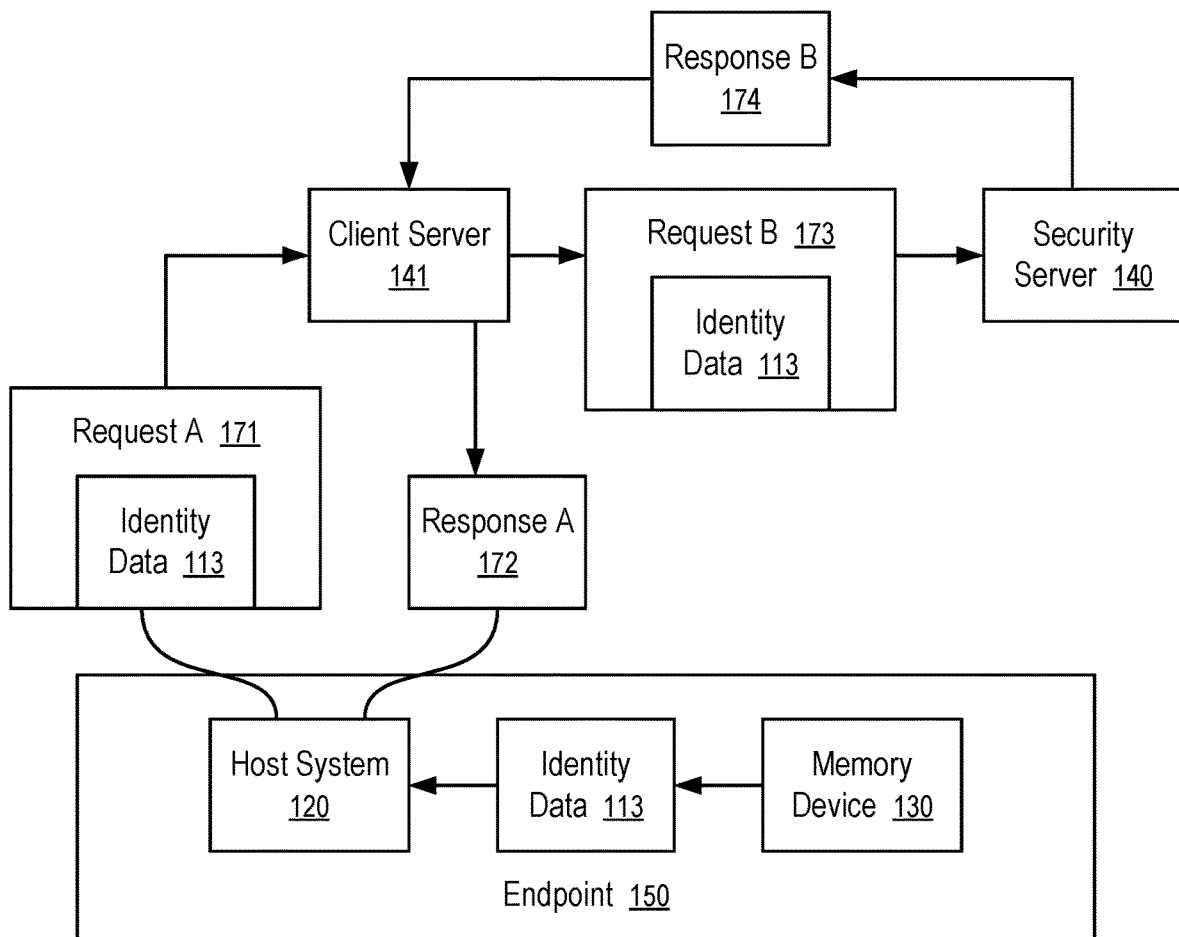 Response B
174
Client Server
141
Request B 173
Identity
Data 113
Security
Server 140
Request A 171
Identity
Data 113
Response A
172
Host System
120
Identity
Data 113
Memory
Device 130
Endpoint 150